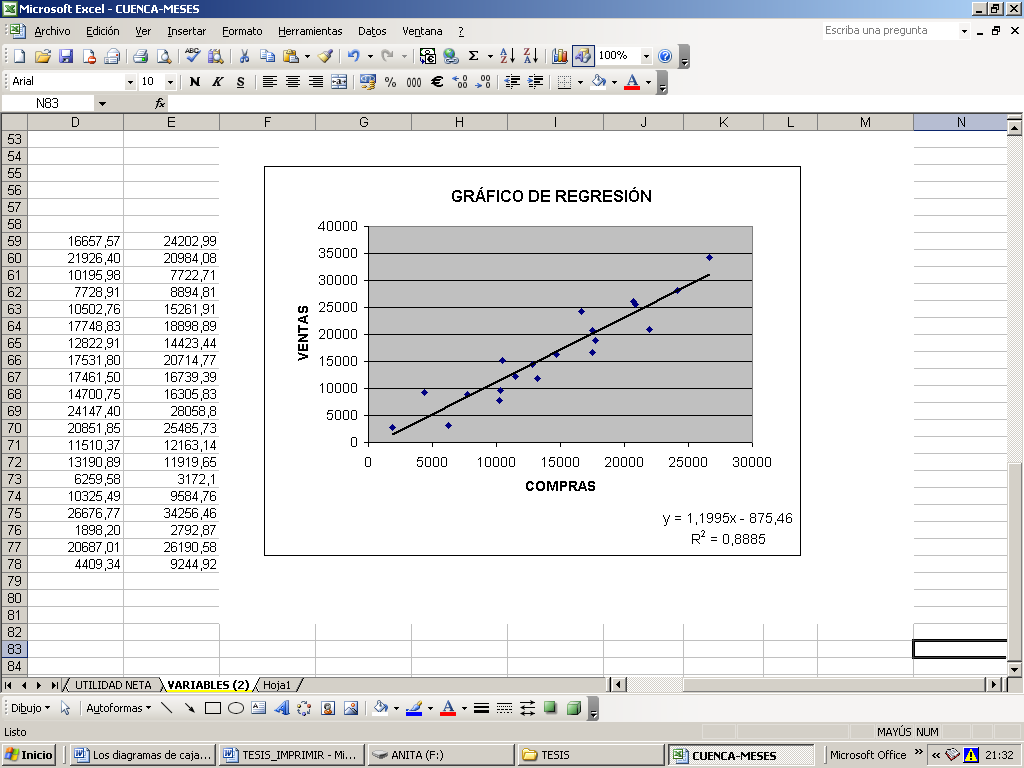 Microsoft Excel - CUENCA-MESES
Archivo Edición Ver Insertar Formato Herramientas Datos Ventana ? Escriba una pregunta
100%
Arial 10 N K S % 000 €
N83 fx
D E F G H I J K L M N
53
54
55
56
57
58
59 16657,57 24202,99
60 21926,40 20984,08
61 10195,98 7722,71
62 7728,91 8894,81
63 10502,76 15261,91
64 17748,83 18898,89
65 12822,91 14423,44
66 17531,80 20714,77
67 17461,50 16739,39
68 14700,75 16305,83
69 24147,40 28058,8
70 20851,85 25485,73
71 11510,37 12163,14
72 13190,89 11919,65
73 6259,58 3172,1
74 10325,49 9584,76
75 26676,77 34256,46
76 1898,20 2792,87
77 20687,01 26190,58
78 4409,34 9244,92
79
80
81
82
83
84
GRÁFICO DE REGRESIÓN
40000
35000
30000
25000
20000
15000
10000
5000
0
VENTAS
0 5000 10000 15000 20000 25000 30000
COMPRAS
y = 1,1995x - 875,46
R² = 0,8885
UTILIDAD NETA VARIABLES (2) Hoja1
Dibujo Autoformas
Listo MAYÚS NUM
Inicio Los diagramas de caja... TESIS_IMPRIMIR - Mi... ANITA (F:) TESIS CUENCA-MESES Microsoft Office » « 21:32